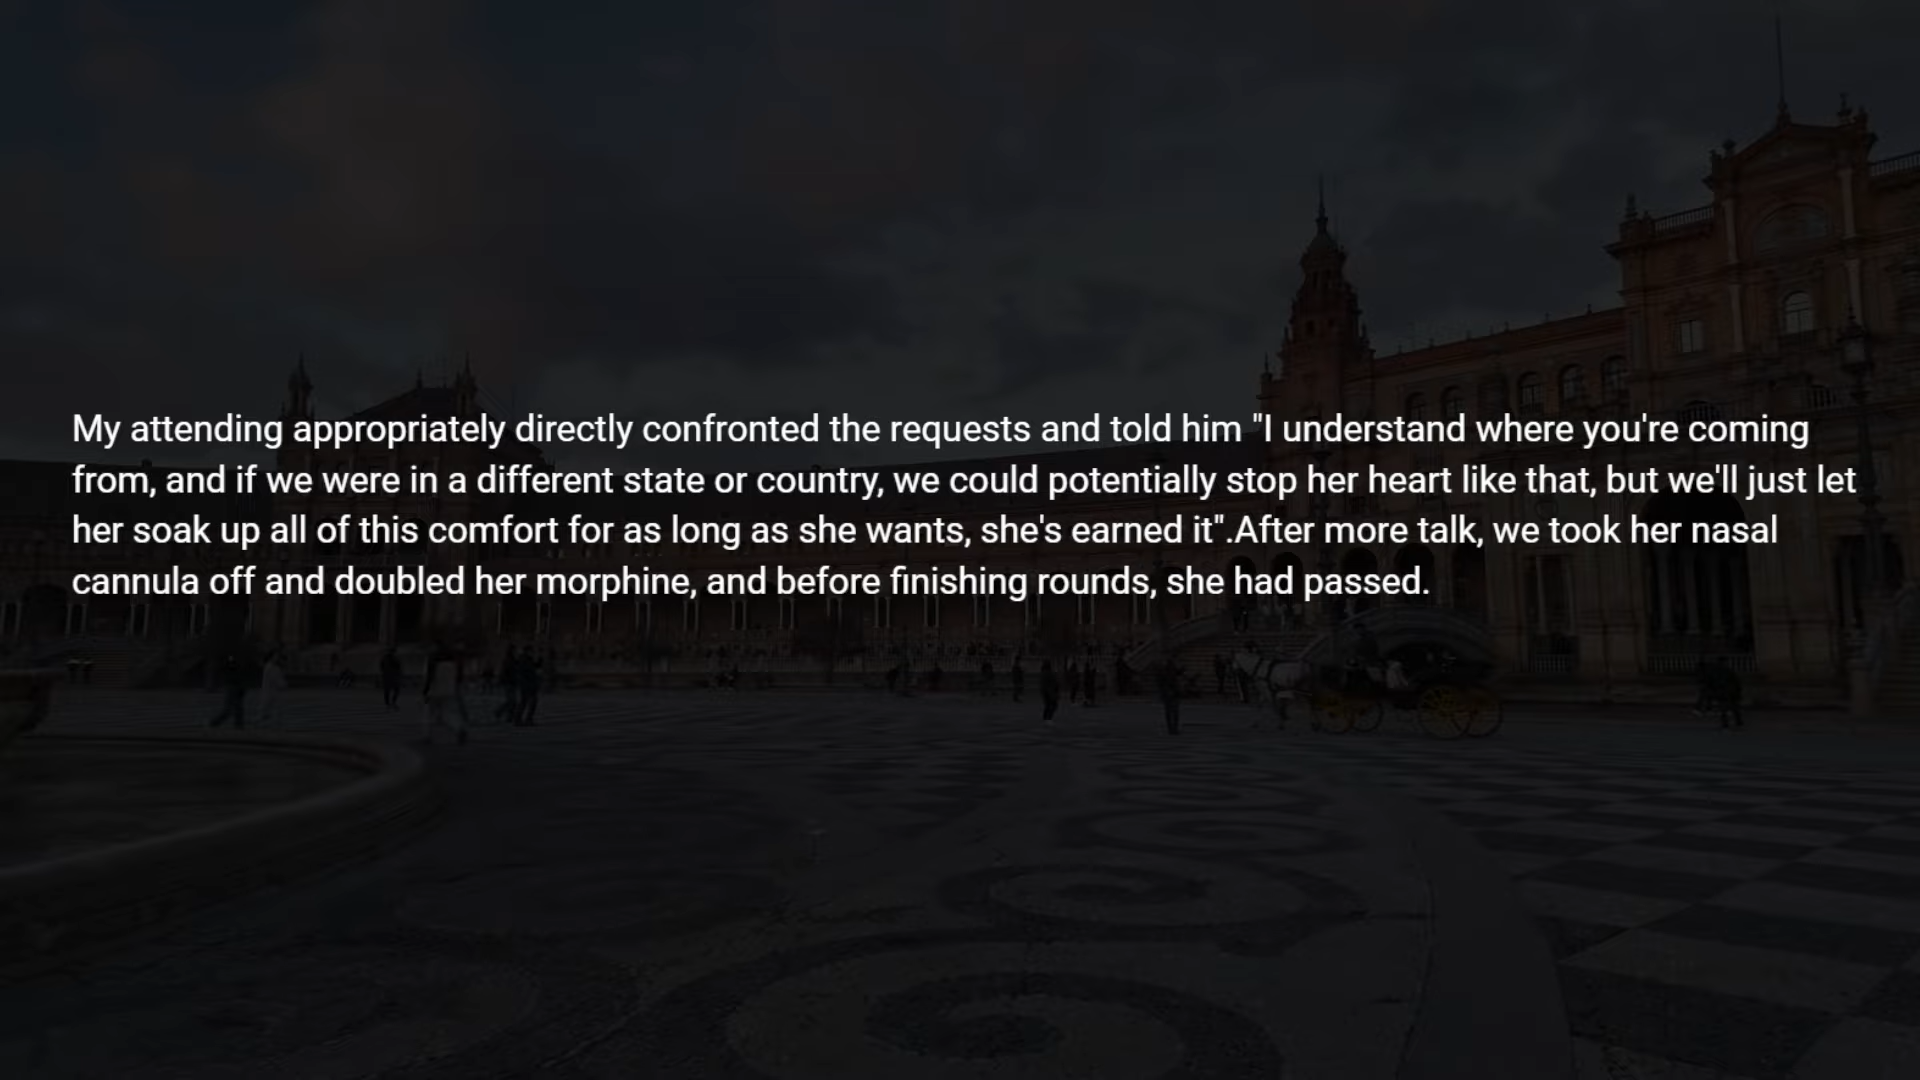 My attending appropriately directly confronted the requests and told him "I understand where you're coming
from, and if we were in a different state or country, we could potentially stop her heart like that, but we'll just let
her soak up all of this comfort for as long as she wants, she's earned it".After more talk, we took her nasal
cannula off and doubled her morphine, and before finishing rounds, she had passed.